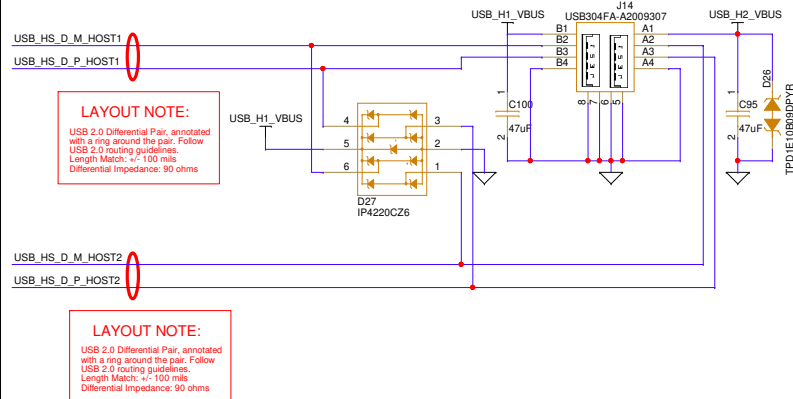 J14
USB304FA-A2009307
USB_H1_VBUS
USB_H2_VBUS
B1
B2
B3
B4
A1
A2
A3
A4
8
7
6
5
USB_HS_D_M_HOST1
USB_HS_D_P_HOST1
LAYOUT NOTE:
USB 2.0 Differential Pair, annotated
with a ring around the pair. Follow
USB 2.0 routing guidelines.
Length Match: +/- 100 mils
Differential Impedance: 90 ohms
USB_H1_VBUS
4
5
6
3
2
1
D27
IP4220CZ6
1
C100
47uF
2
1
C95
47uF
2
D26
TPD1E10B09DPYR
USB_HS_D_M_HOST2
USB_HS_D_P_HOST2
LAYOUT NOTE:
USB 2.0 Differential Pair, annotated
with a ring around the pair. Follow
USB 2.0 routing guidelines.
Length Match: +/- 100 mils
Differential Impedance: 90 ohms